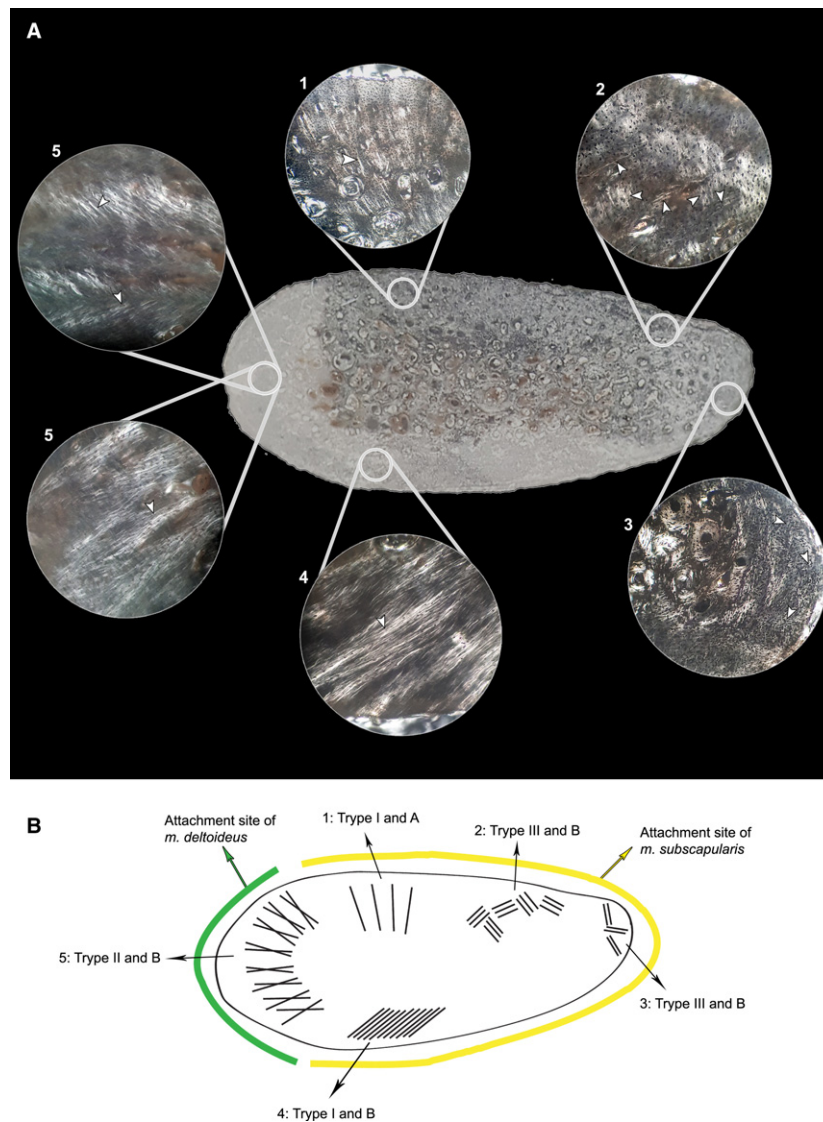 A
1
2
5
5
4
3
B
Attachment site of
m. deltoideus
1: Trype I and A
2: Trype III and B
Attachment site of
m. subscapularis
5: Trype II and B
3: Trype III and B
4: Trype I and B